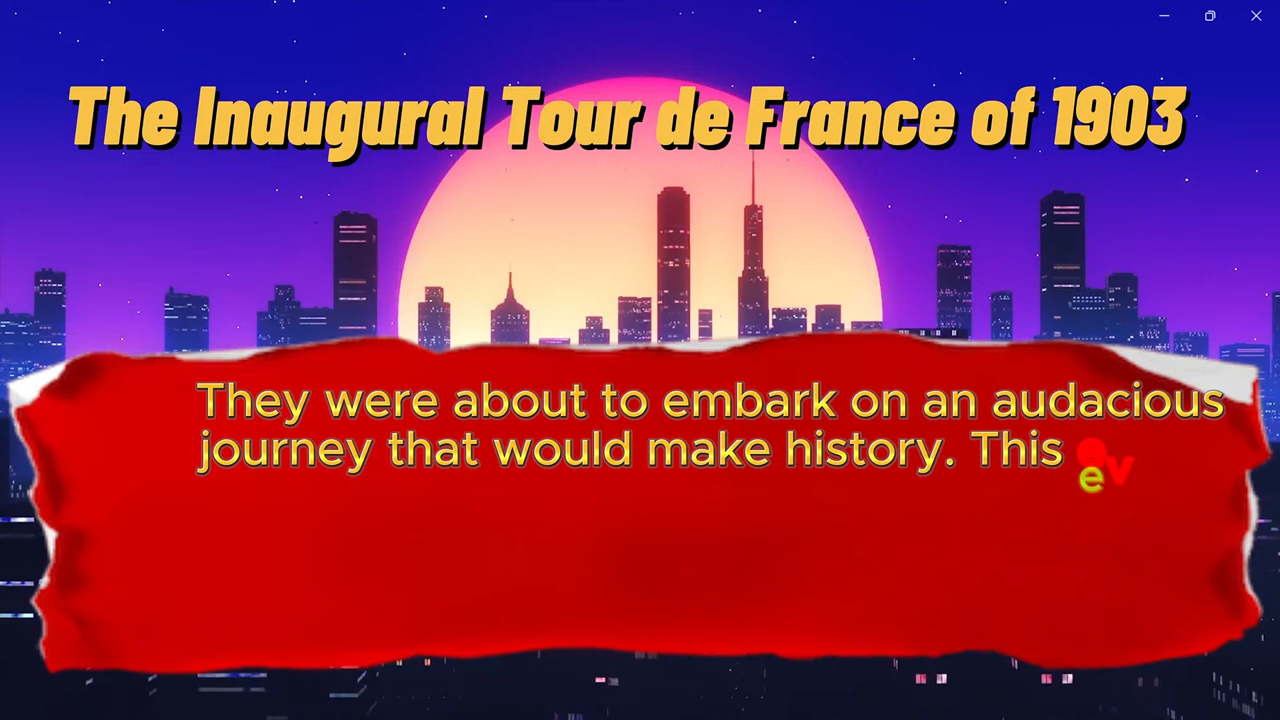 The Inaugural Tour de France of 1903
They were about to embark on an audacious
journey that would make history. This